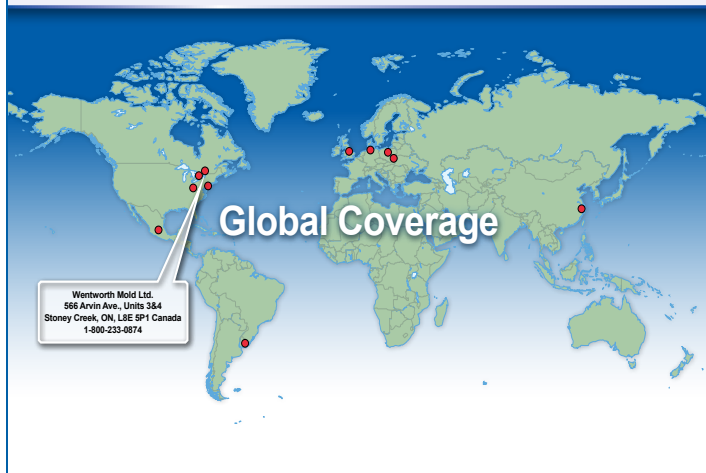 Global Coverage
Wentworth Mold Ltd.
566 Arvin Ave., Units 3&4
Stoney Creek, ON, L8E 5P1 Canada
1-800-233-0874